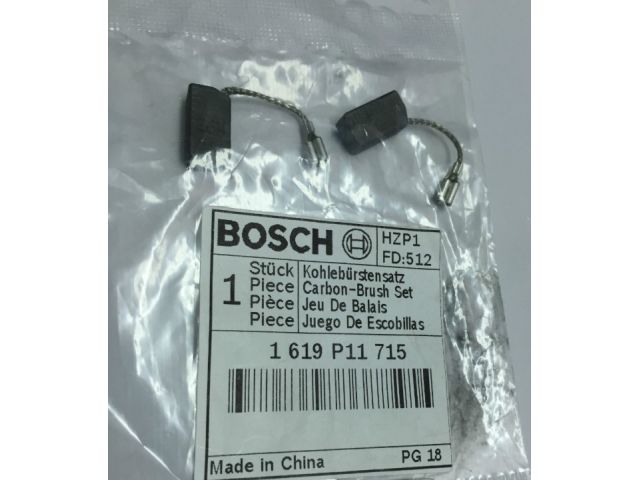 BOSCH
HZP1
FD:512
1
Stück Kohlebürstensatz
Piece Carbon-Brush Set
Pièce Jeu De Balais
Piece Juego De Escobillas
1 619 P11 715
Made in China PG 18